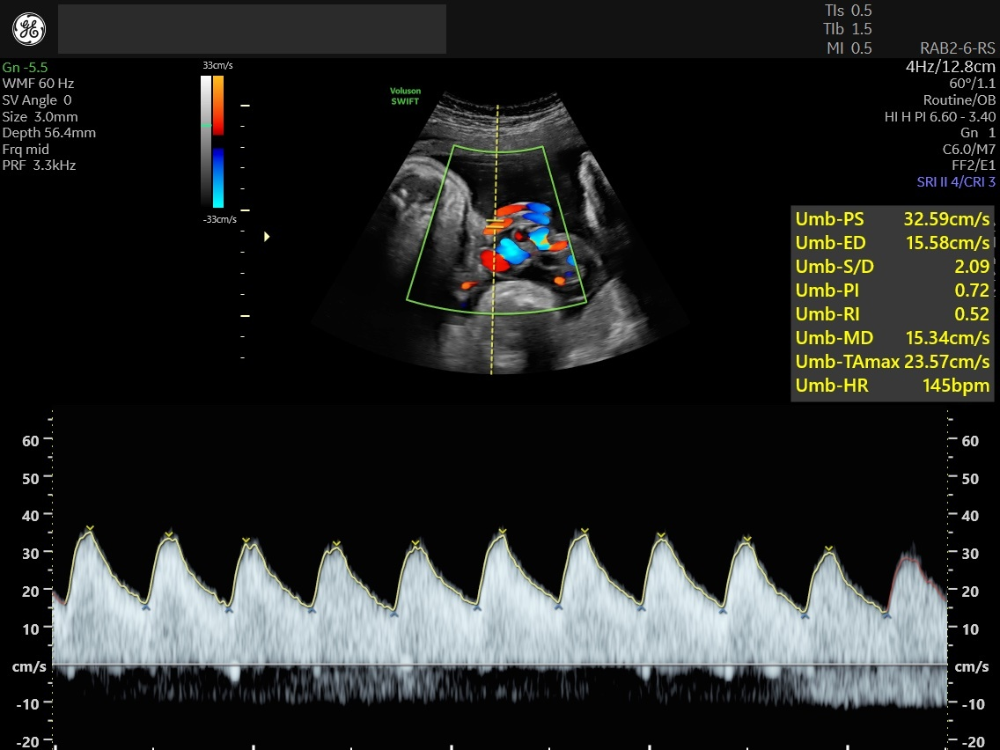 TIs 0.5
TIb 1.5
MI 0.5
RAB2-6-RS
4Hz/12.8cm
60°/1.1
Routine/OB
HI H PI 6.60 - 3.40
Gn 1
C6.0/M7
FF2/E1
SRI II 4/CRI 3
Gn -5.5
WMF 60 Hz
SV Angle 0
Size 3.0mm
Depth 56.4mm
Frq mid
PRF 3.3kHz
33cm/s
-33cm/s
Voluson
SWIFT
Umb-PS 32.59cm/s
Umb-ED 15.58cm/s
Umb-S/D 2.09
Umb-PI 0.72
Umb-RI 0.52
Umb-MD 15.34cm/s
Umb-TAmax 23.57cm/s
Umb-HR 145bpm
60 60
50 50
40 40
30 30
20 20
10 10
cm/s cm/s
-10 -10
-20 -20